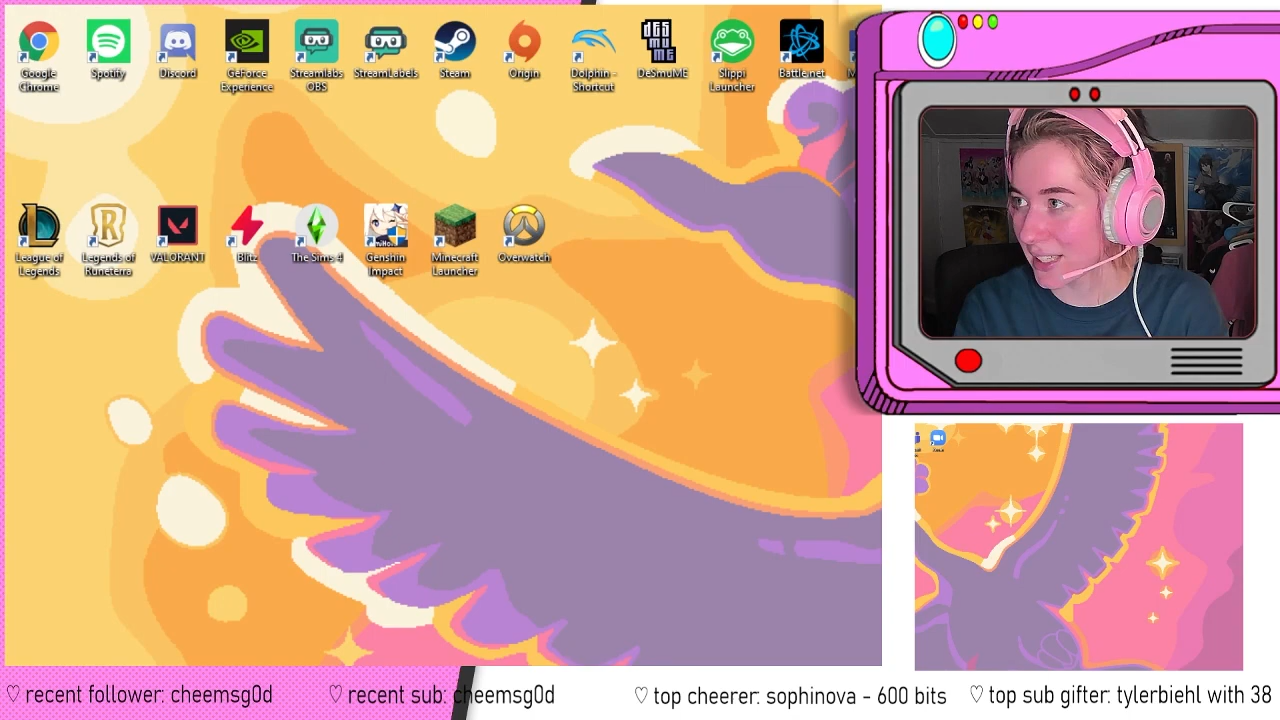 DESMUME
Google Chrome
Spotify
Discord
GeForce Experience
Streamlabs OBS
StreamLabels
Steam
Origin
Dolphin - Shortcut
DeSmuME
Slippi Launcher
Battle.net
League of Legends
Legends of Runeterra
VALORANT
Blitz
The Sims 4
Genshin Impact
Minecraft Launcher
Overwatch
♡ recent follower: cheemsg0d
♡ recent sub: cheemsg0d
♡ top cheerer: sophinova - 600 bits
♡ top sub gifter: tylerbiehl with 38